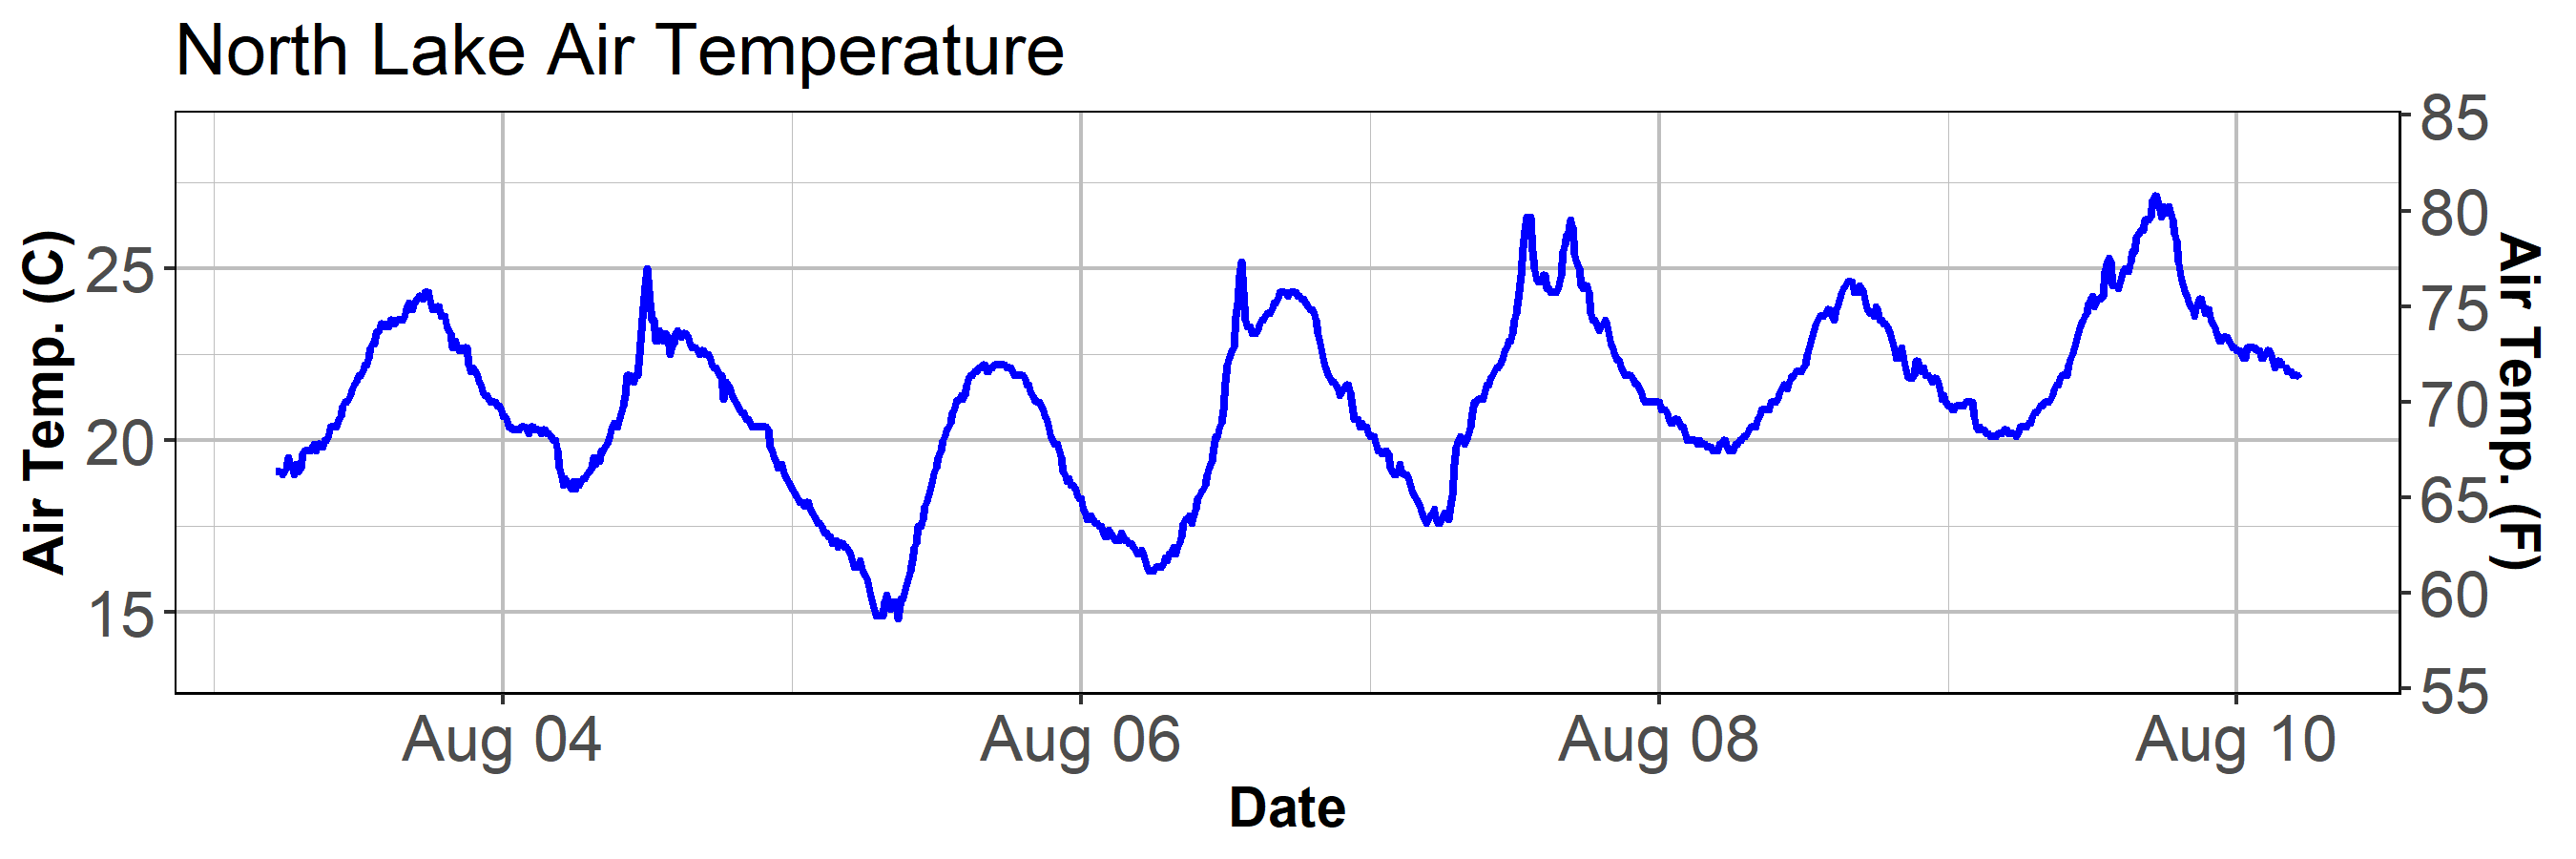 North Lake Air Temperature
Air Temp. (C)
25
20
15
85
80
75
70
65
60
55
Air Temp. (F)
Aug 04
Aug 06
Aug 08
Aug 10
Date